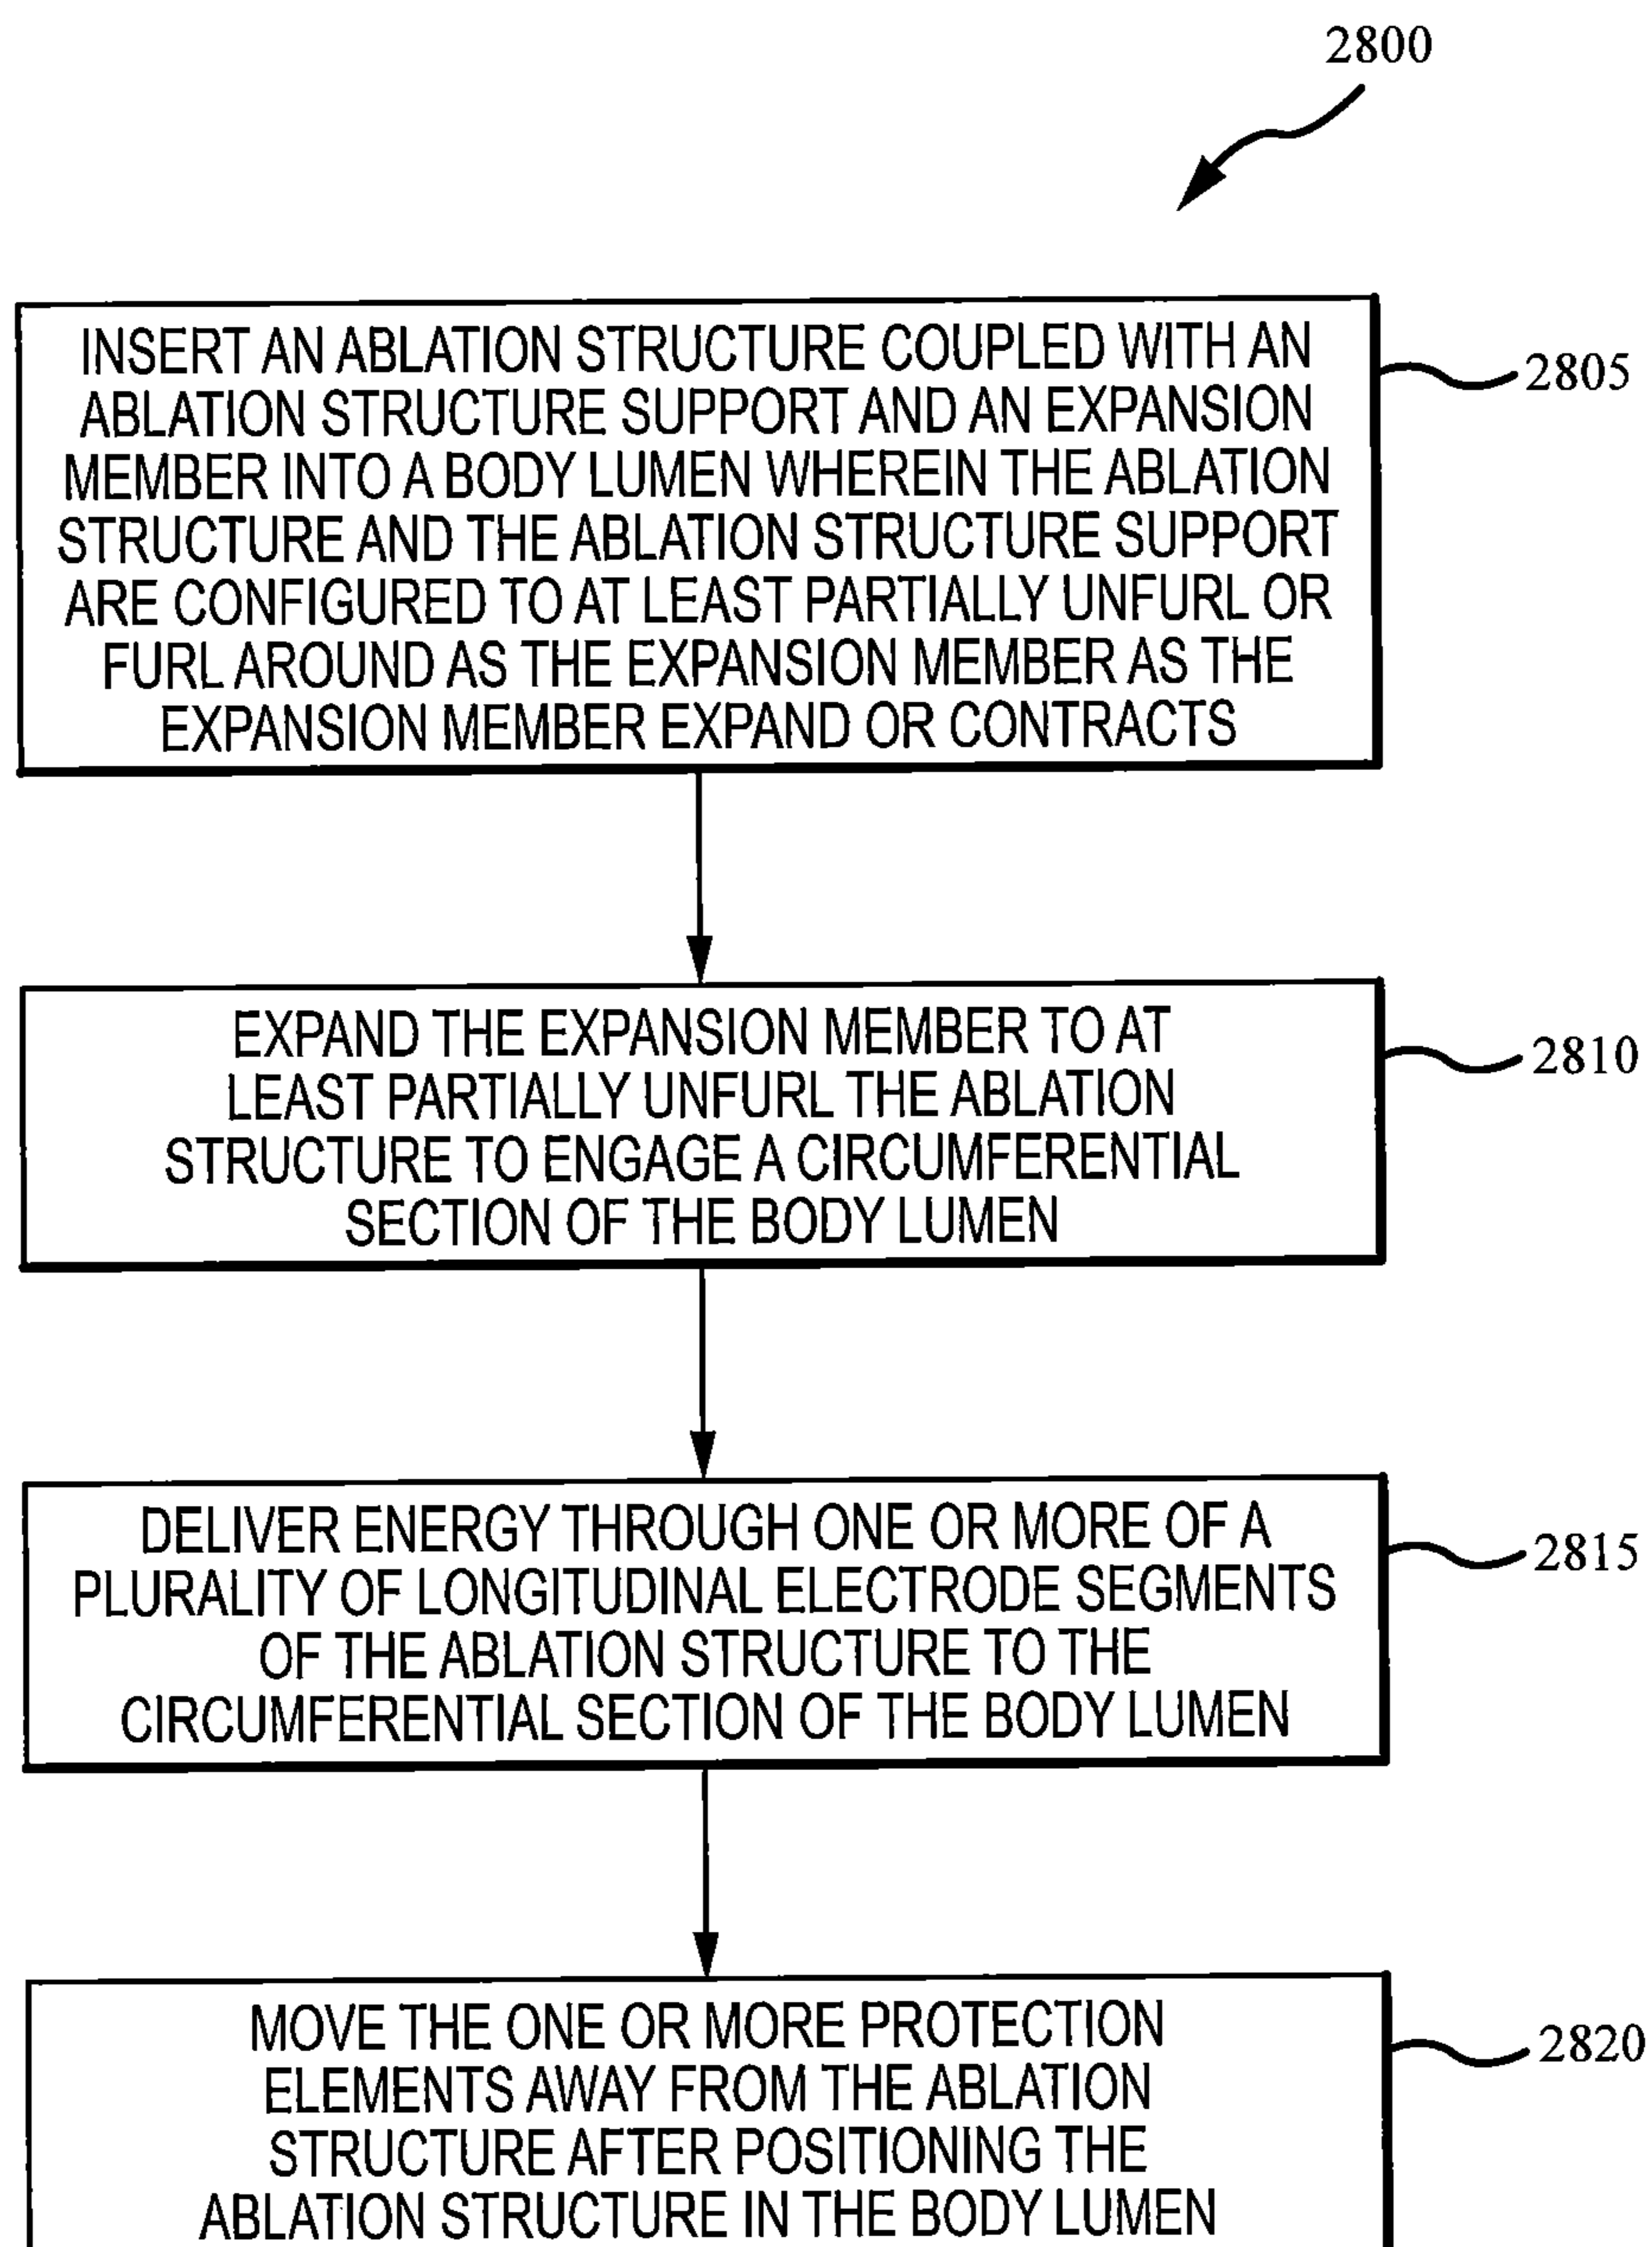 2800
INSERT AN ABLATION STRUCTURE COUPLED WITH AN
ABLATION STRUCTURE SUPPORT AND AN EXPANSION
MEMBER INTO A BODY LUMEN WHEREIN THE ABLATION
STRUCTURE AND THE ABLATION STRUCTURE SUPPORT
ARE CONFIGURED TO AT LEAST PARTIALLY UNFURL OR
FURL AROUND AS THE EXPANSION MEMBER AS THE
EXPANSION MEMBER EXPAND OR CONTRACTS
2805
EXPAND THE EXPANSION MEMBER TO AT
LEAST PARTIALLY UNFURL THE ABLATION
STRUCTURE TO ENGAGE A CIRCUMFERENTIAL
SECTION OF THE BODY LUMEN
2810
DELIVER ENERGY THROUGH ONE OR MORE OF A
PLURALITY OF LONGITUDINAL ELECTRODE SEGMENTS
OF THE ABLATION STRUCTURE TO THE
CIRCUMFERENTIAL SECTION OF THE BODY LUMEN
2815
MOVE THE ONE OR MORE PROTECTION
ELEMENTS AWAY FROM THE ABLATION
STRUCTURE AFTER POSITIONING THE
ABLATION STRUCTURE IN THE BODY LUMEN
2820